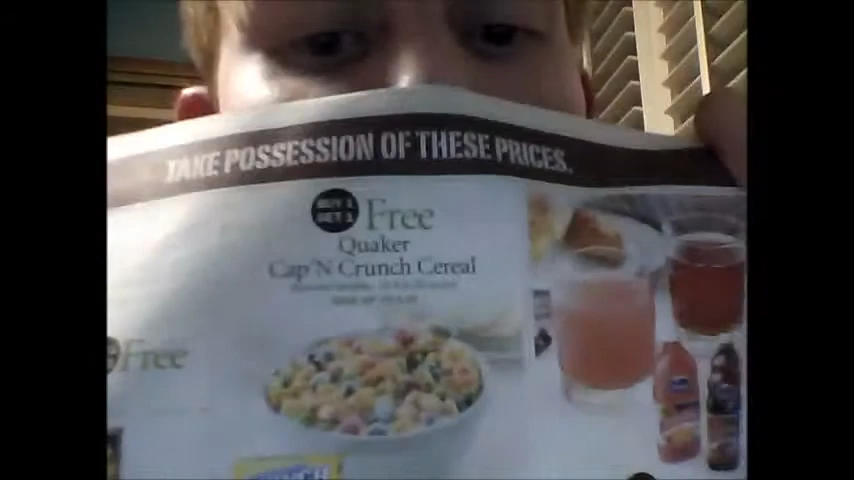 TAKE POSSESSION OF THESE PRICES.
BUY 1
GET 1
Free
Quaker
Cap'N Crunch Cereal
Free